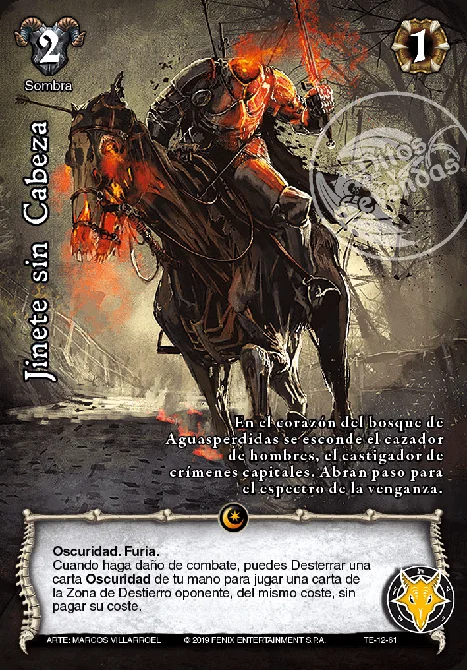 2
1
Sombra
Mitos
y
Leyendas
Jinete sin Cabeza
En el corazón del bosque de
Aguasperdidas se esconde el cazador
de hombres, el castigador de
crímenes capitales. Abran paso para
el espectro de la venganza.
Oscuridad. Furia.
Cuando haga daño de combate, puedes Desterrar una
carta Oscuridad de tu mano para jugar una carta de
la Zona de Destierro oponente, del mismo coste, sin
pagar su coste.
ARTE: MARCOS VILLARROEL
© 2019 FENIX ENTERTAINMENT S.P.A.
TE-12-61